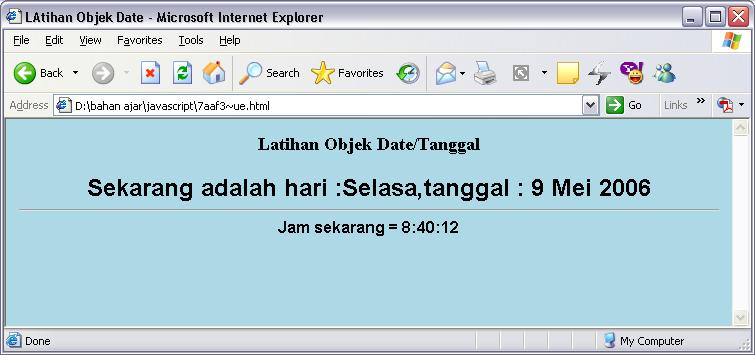 LAtihan Objek Date - Microsoft Internet Explorer
File Edit View Favorites Tools Help
Back Search Favorites
Address D:\bahan ajar\javascript\7aaf3~ue.html Go Links »
Latihan Objek Date/Tanggal
Sekarang adalah hari :Selasa,tanggal : 9 Mei 2006
Jam sekarang = 8:40:12
Done My Computer